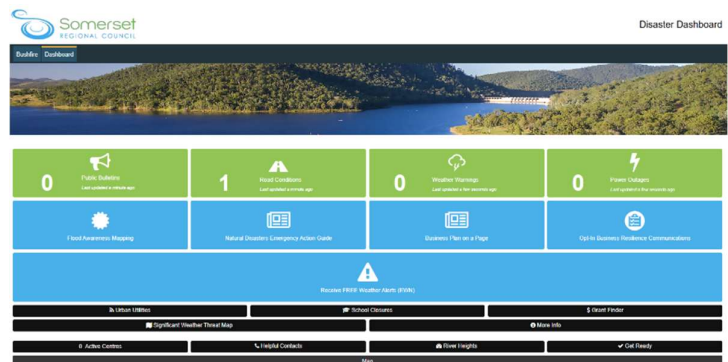 Somerset
REGIONAL COUNCIL
Disaster Dashboard
Bushfire Dashboard
0 Public Bulletins
Last updated a minute ago
1 Road Conditions
Last updated a minute ago
0 Weather Warnings
Last updated a few seconds ago
0 Power Outages
Last updated a few seconds ago
Flood Awareness Mapping
Natural Disasters Emergency Action Guide
Business Plan on a Page
Opt-In Business Resilience Communications
Receive FREE Weather Alerts (EWN)
Urban Utilities
School Closures
$ Grant Finder
Significant Weather Threat Map
More Info
0 Active Centres
Helpful Contacts
River Heights
Get Ready
Map